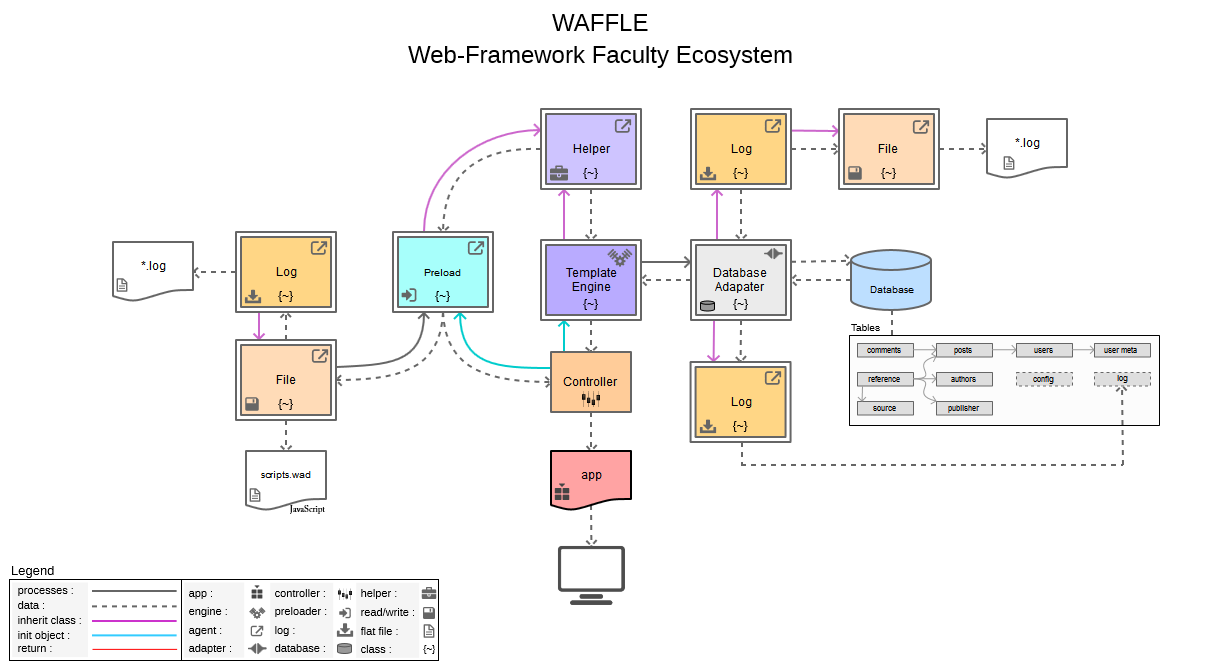 WAFFLE
Web-Framework Faculty Ecosystem
Helper
{~}
Log
{~}
File
{~}
*.log
*.log
Log
{~}
Preload
{~}
Template
Engine
{~}
Database
Adapater
{~}
Database
Tables
comments
posts
users
user meta
reference
authors
config
log
source
publisher
File
{~}
Controller
Log
{~}
scripts.wad
JavaScript
app
Legend
processes :
data :
inherit class :
init object :
return :
app :
controller :
helper :
engine :
preloader :
read/write :
agent :
log :
flat file :
adapter :
database :
class :
{~}